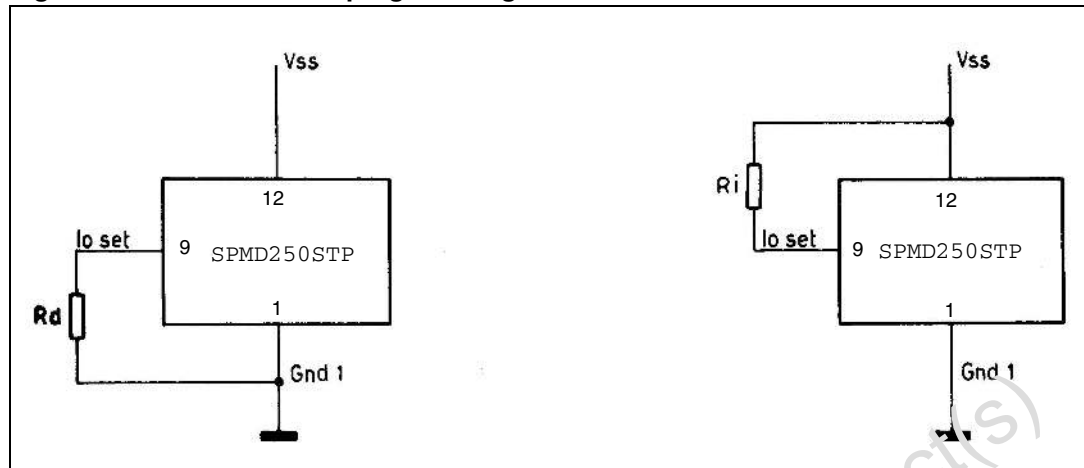 Vss
12
Io set
9 SPMD250STP
1
Rd
Gnd 1
Vss
Ri
12
Io set
9 SPMD250STP
1
Gnd 1